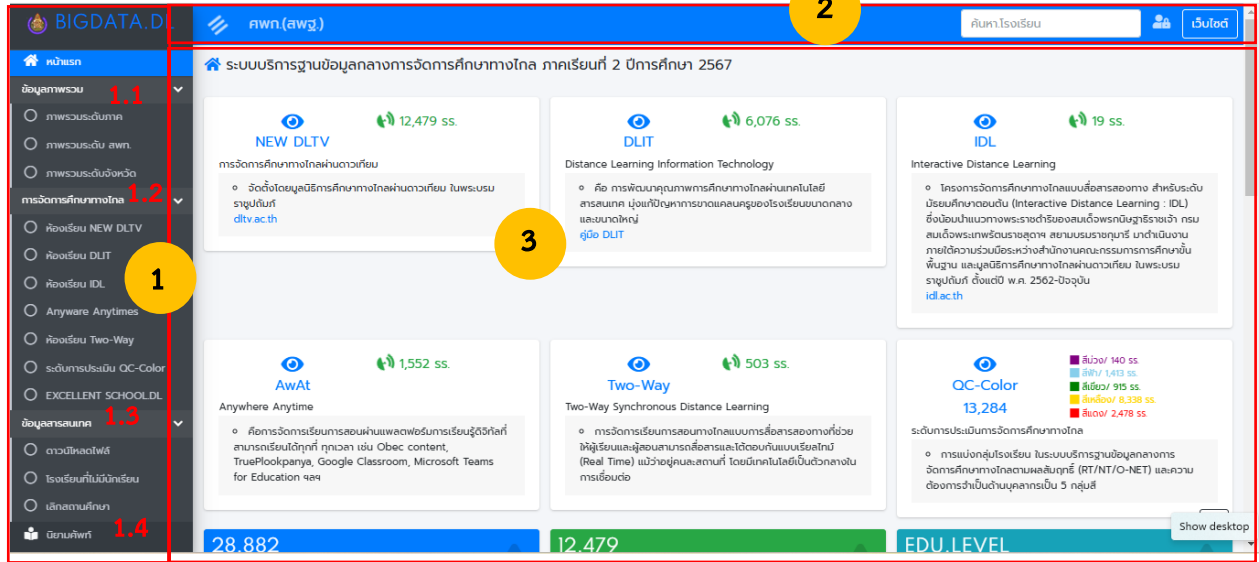 BIGDATA.DL
ศพก.(สพฐ.)
2
ค้นหาโรงเรียน
เว็บไซต์
หน้าแรก
ข้อมูลภาพรวม
1.1
ภาพรวมระดับภาค
ภาพรวมระดับ สพท.
ภาพรวมระดับจังหวัด
การจัดการศึกษาทางไกล
1.2
ห้องเรียน NEW DLTV
ห้องเรียน DLIT
ห้องเรียน IDL
1
Anyware Anytimes
ห้องเรียน Two-Way
ระดับการประเมิน QC-Color
EXCELLENT SCHOOL.DL
ข้อมูลสารสนเทศ
1.3
ดาวน์โหลดไฟล์
โรงเรียนที่ไม่มีนักเรียน
เลิกสถานศึกษา
นิยามศัพท์
1.4
ระบบบริการฐานข้อมูลกลางการจัดการศึกษาทางไกล ภาคเรียนที่ 2 ปีการศึกษา 2567
12,479 รร.
NEW DLTV
การจัดการศึกษาทางไกลผ่านดาวเทียม
จัดตั้งโดยมูลนิธิการศึกษาทางไกลผ่านดาวเทียม ในพระบรม
ราชูปถัมภ์
dltv.ac.th
6,076 รร.
DLIT
Distance Learning Information Technology
คือ การพัฒนาคุณภาพการศึกษาทางไกลผ่านเทคโนโลยี
สารสนเทศ มุ่งแก้ปัญหาการขาดแคลนครูของโรงเรียนขนาดกลาง
และขนาดใหญ่
คู่มือ DLIT
3
19 รร.
IDL
Interactive Distance Learning
โครงการจัดการศึกษาทางไกลแบบสื่อสารสองทาง สำหรับระดับ
มัธยมศึกษาตอนต้น (Interactive Distance Learning : IDL)
ซึ่งน้อมนำแนวทางพระราชดำริของสมเด็จพระกนิษฐาธิราชเจ้า กรม
สมเด็จพระเทพรัตนราชสุดาฯ สยามบรมราชกุมารี มาดำเนินงาน
ภายใต้ความร่วมมือระหว่างสำนักงานคณะกรรมการการศึกษาขั้น
พื้นฐาน และมูลนิธิการศึกษาทางไกลผ่านดาวเทียม ในพระบรม
ราชูปถัมภ์ ตั้งแต่ปี พ.ศ. 2562-ปัจจุบัน
idl.ac.th
1,552 รร.
AwAt
Anywhere Anytime
คือการจัดการเรียนการสอนผ่านแพลตฟอร์มการเรียนรู้ดิจิทัลที่
สามารถเรียนได้ทุกที่ ทุกเวลา เช่น Obec content,
TruePlookpanya, Google Classroom, Microsoft Teams
for Education ฯลฯ
503 รร.
Two-Way
Two-Way Synchronous Distance Learning
การจัดการเรียนการสอนทางไกลแบบการสื่อสารสองทางที่ช่วย
ให้ผู้เรียนและผู้สอนสามารถสื่อสารและโต้ตอบกันแบบเรียลไทม์
(Real Time) แม้ว่าอยู่คนละสถานที่ โดยมีเทคโนโลยีเป็นตัวกลางใน
การเชื่อมต่อ
QC-Color
13,284
สีม่วง/ 140 รร.
สีฟ้า/ 1,413 รร.
สีเขียว/ 915 รร.
สีเหลือง/ 8,338 รร.
สีแดง/ 2,478 รร.
ระดับการประเมินการจัดการศึกษาทางไกล
การแบ่งกลุ่มโรงเรียน ในระบบบริการฐานข้อมูลกลางการ
จัดการศึกษาทางไกลตามผลสัมฤทธิ์ (RT/NT/O-NET) และความ
ต้องการจำเป็นด้านบุคลากรเป็น 5 กลุ่มสี
Show desktop
28,882
12,479
EDU.LEVEL